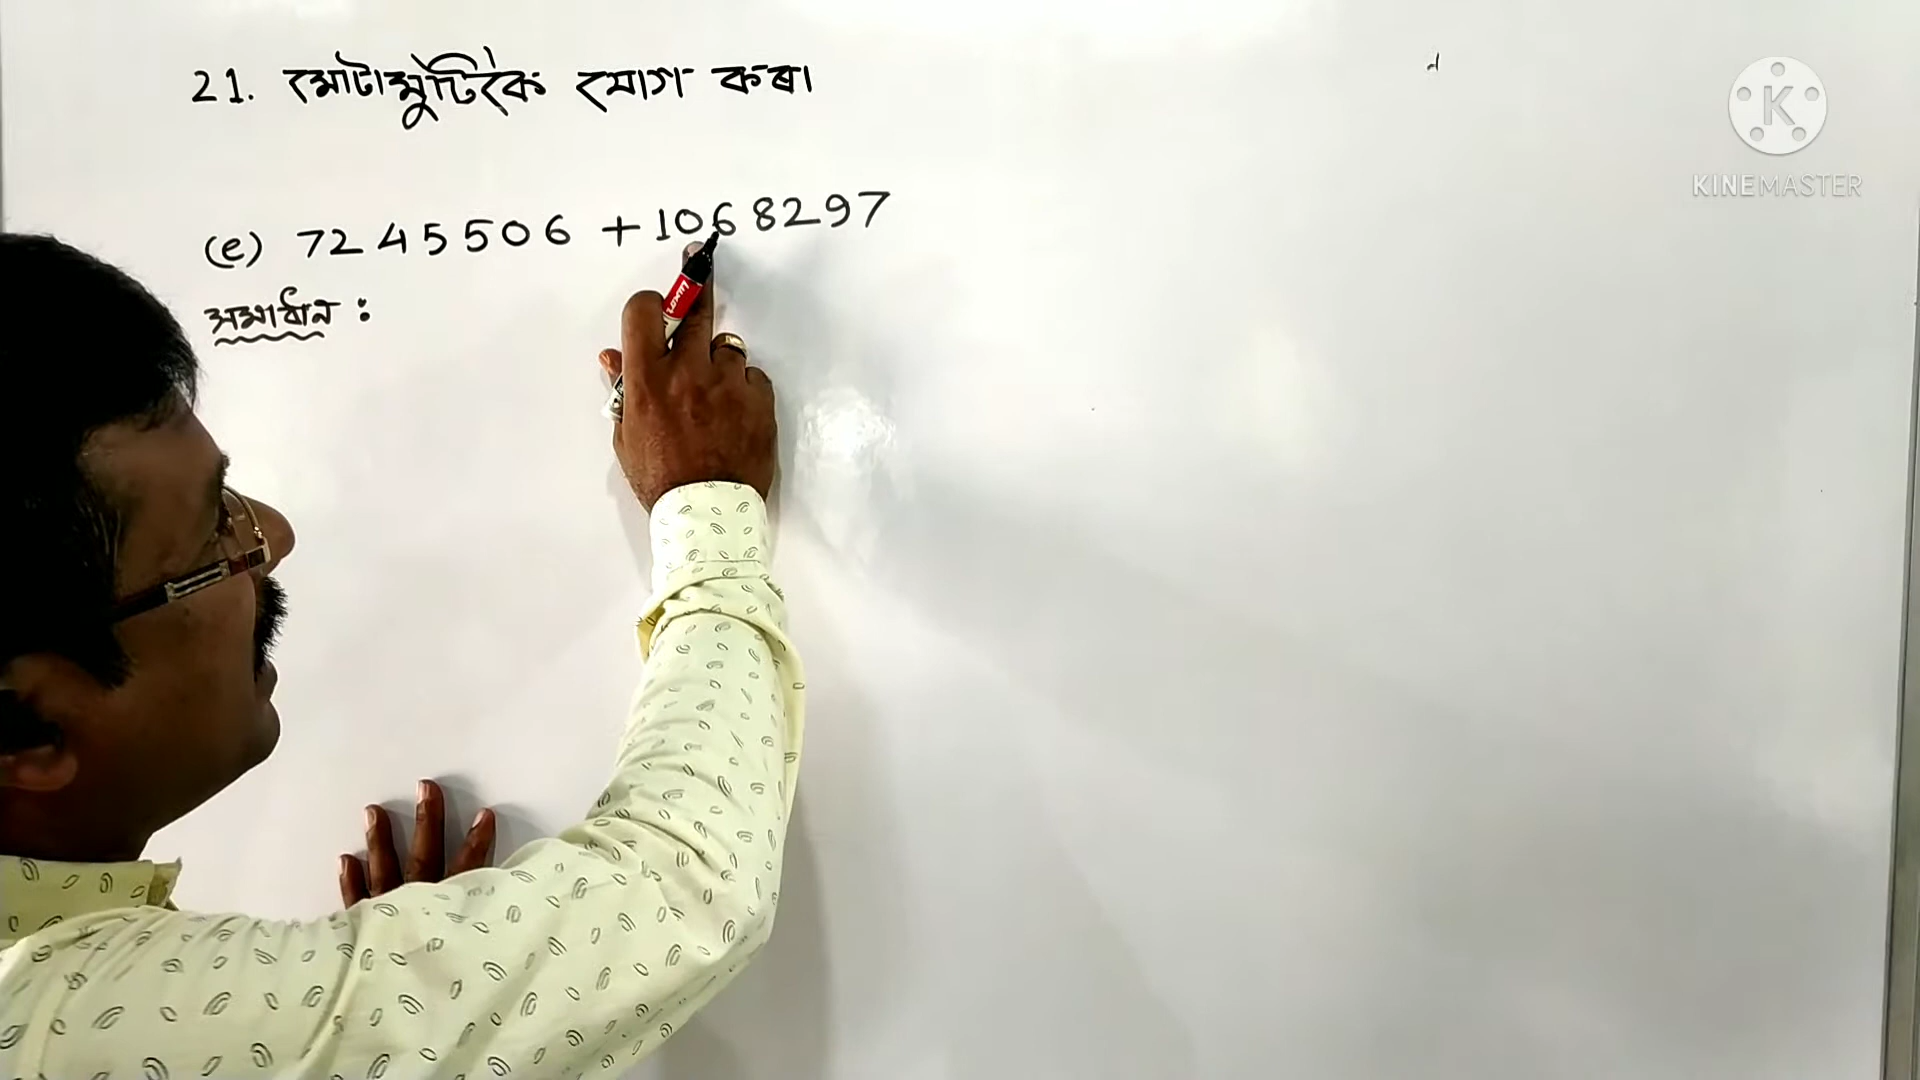 21. মোটামুটিকৈ যোগ কৰা
(e) 7245506 + 1068297
সমাধান :
KINEMASTER